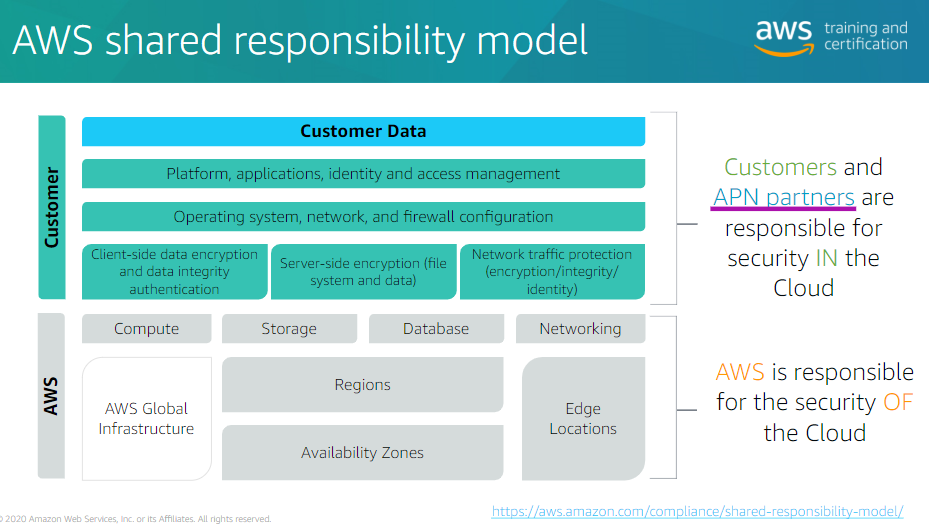 AWS shared responsibility model
aws training and
certification
Customer
Customer Data
Platform, applications, identity and access management
Operating system, network, and firewall configuration
Client-side data encryption
and data integrity
authentication
Server-side encryption (file
system and data)
Network traffic protection
(encryption/integrity/
identity)
Customers and
APN partners are
responsible for
security IN the
Cloud
AWS
Compute
Storage
Database
Networking
AWS Global
Infrastructure
Regions
Availability Zones
Edge
Locations
AWS is responsible
for the security OF
the Cloud
© 2020 Amazon Web Services, Inc. or its Affiliates. All rights reserved.
https://aws.amazon.com/compliance/shared-responsibility-model/